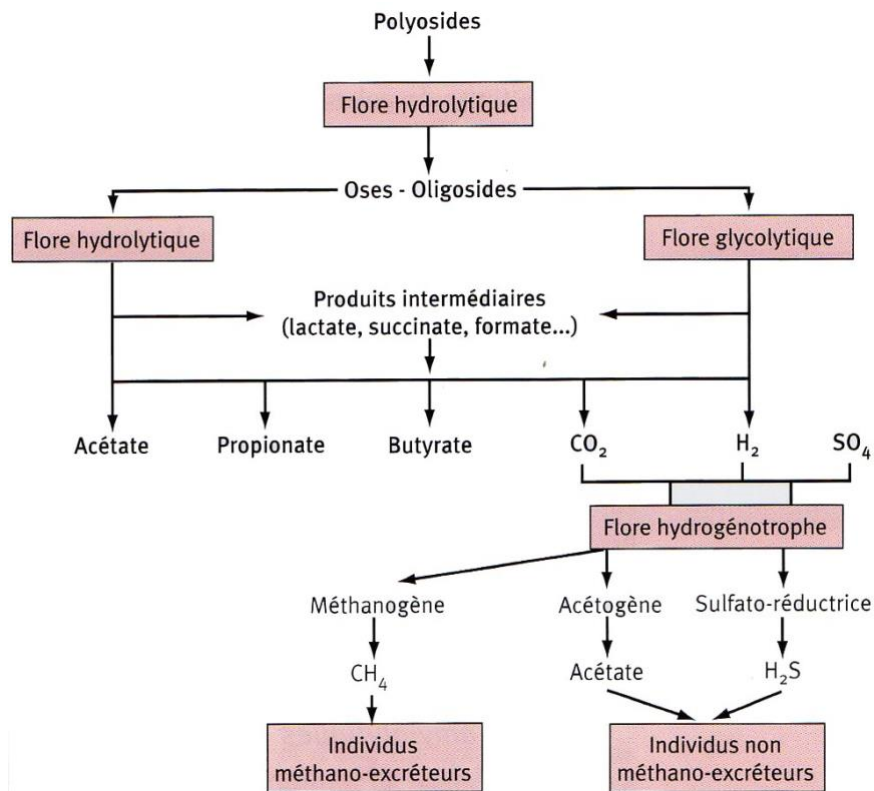 Polyosides
Flore hydrolytique
Oses - Oligosides
Flore hydrolytique
Flore glycolytique
Produits intermédiaires
(lactate, succinate, formate...)
Acétate
Propionate
Butyrate
CO₂
H₂
SO₄
Flore hydrogénotrophe
Méthanogène
Acétogène
Sulfato-réductrice
CH₄
Acétate
H₂S
Individus
méthano-excréteurs
Individus non
méthano-excréteurs